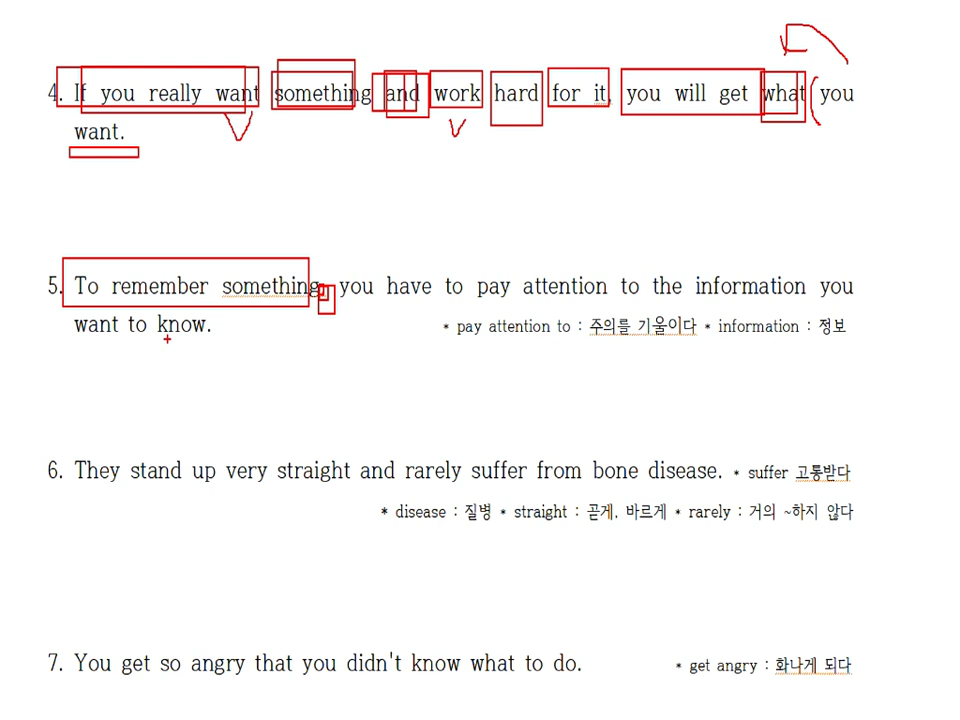 4. If you really want something and work hard for it, you will get what you
want.
5. To remember something, you have to pay attention to the information you
want to know.
* pay attention to : 주의를 기울이다 * information : 정보
6. They stand up very straight and rarely suffer from bone disease. * suffer 고통받다
* disease : 질병 * straight : 곧게, 바르게 * rarely : 거의 ~하지 않다
7. You get so angry that you didn't know what to do. * get angry : 화나게 되다